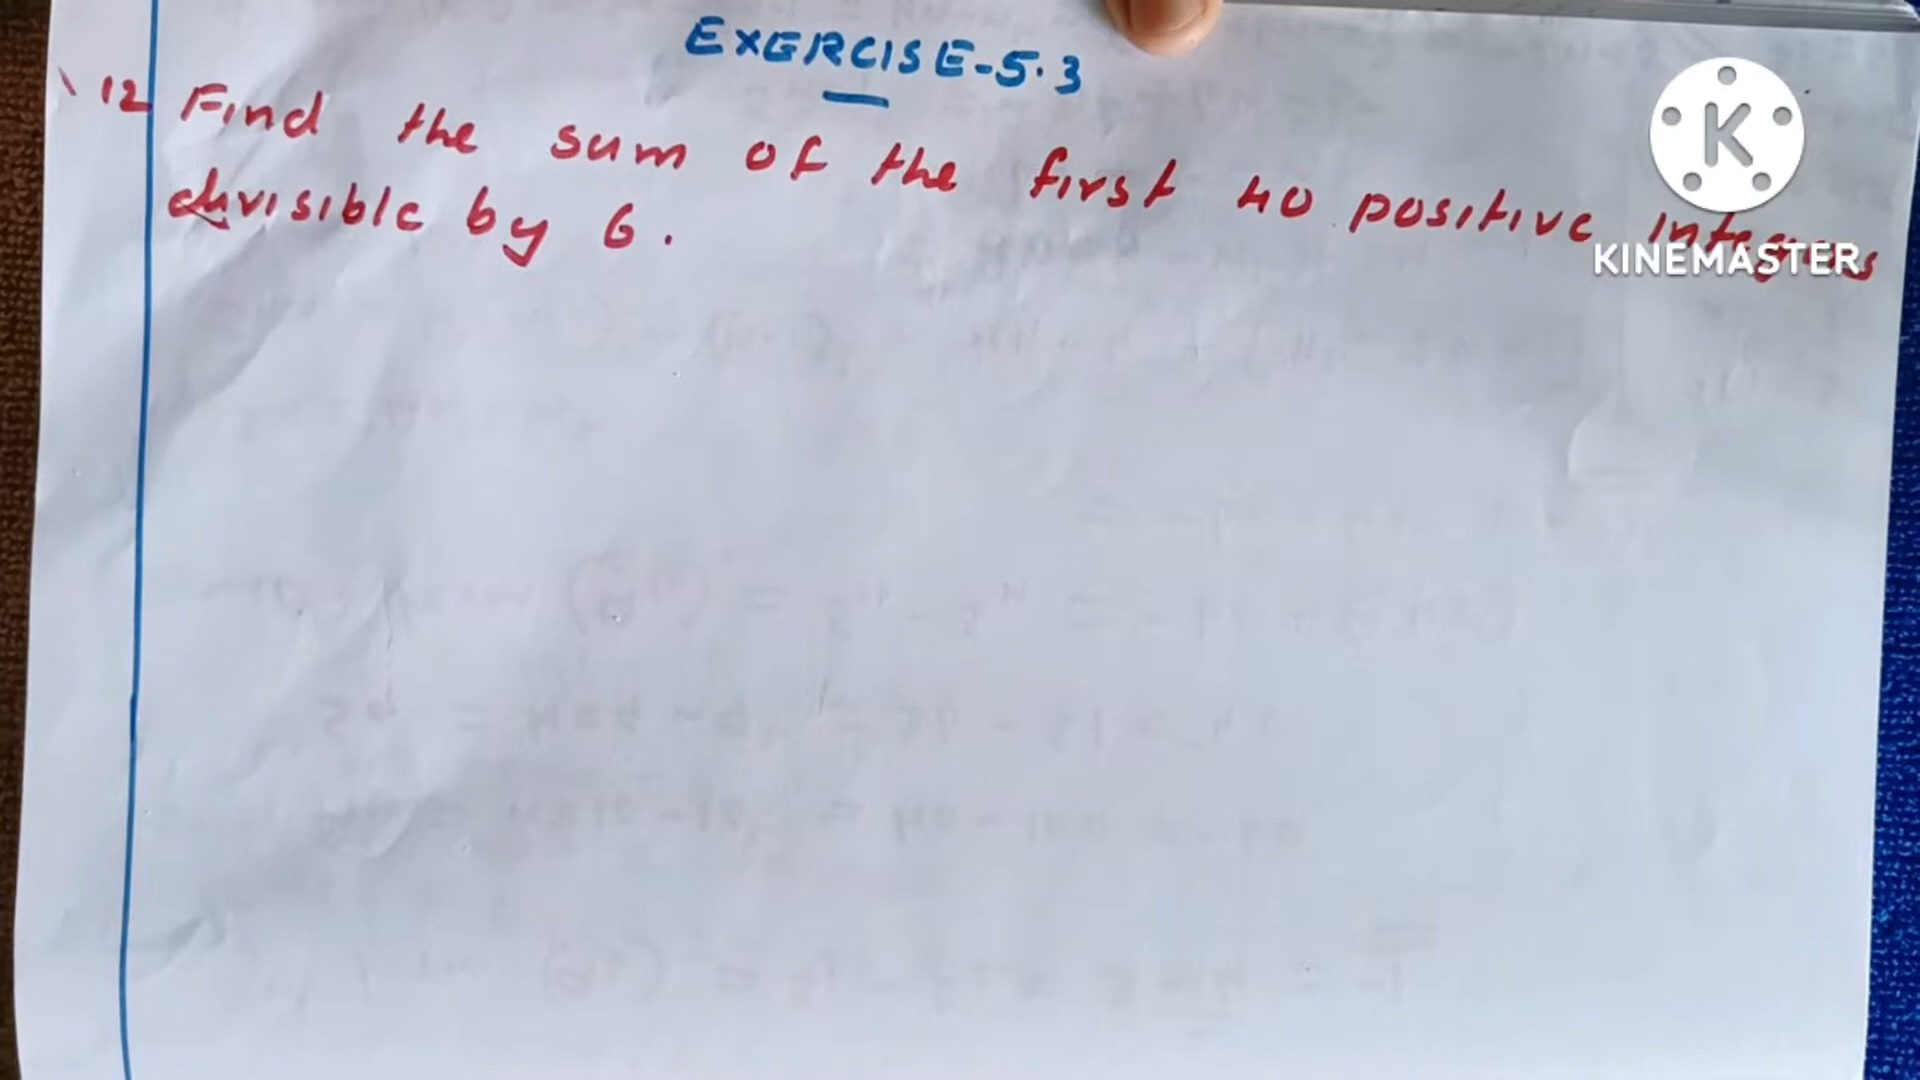 EXERCISE-5.3
12 Find the sum of the first 40 positive integers
divisible by 6.
K
KINEMASTER